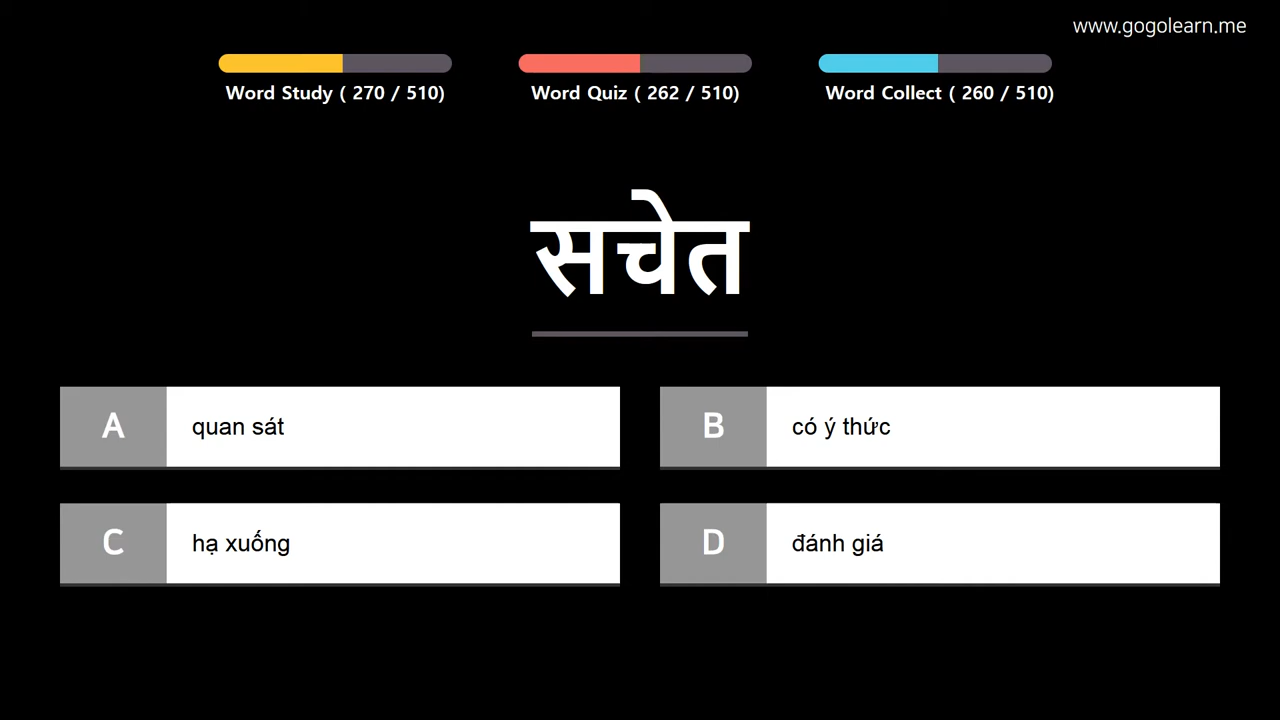 www.gogolearn.me
Word Study ( 270 / 510)
Word Quiz ( 262 / 510)
Word Collect ( 260 / 510)
सचेत
A quan sát
B có ý thức
C hạ xuống
D đánh giá